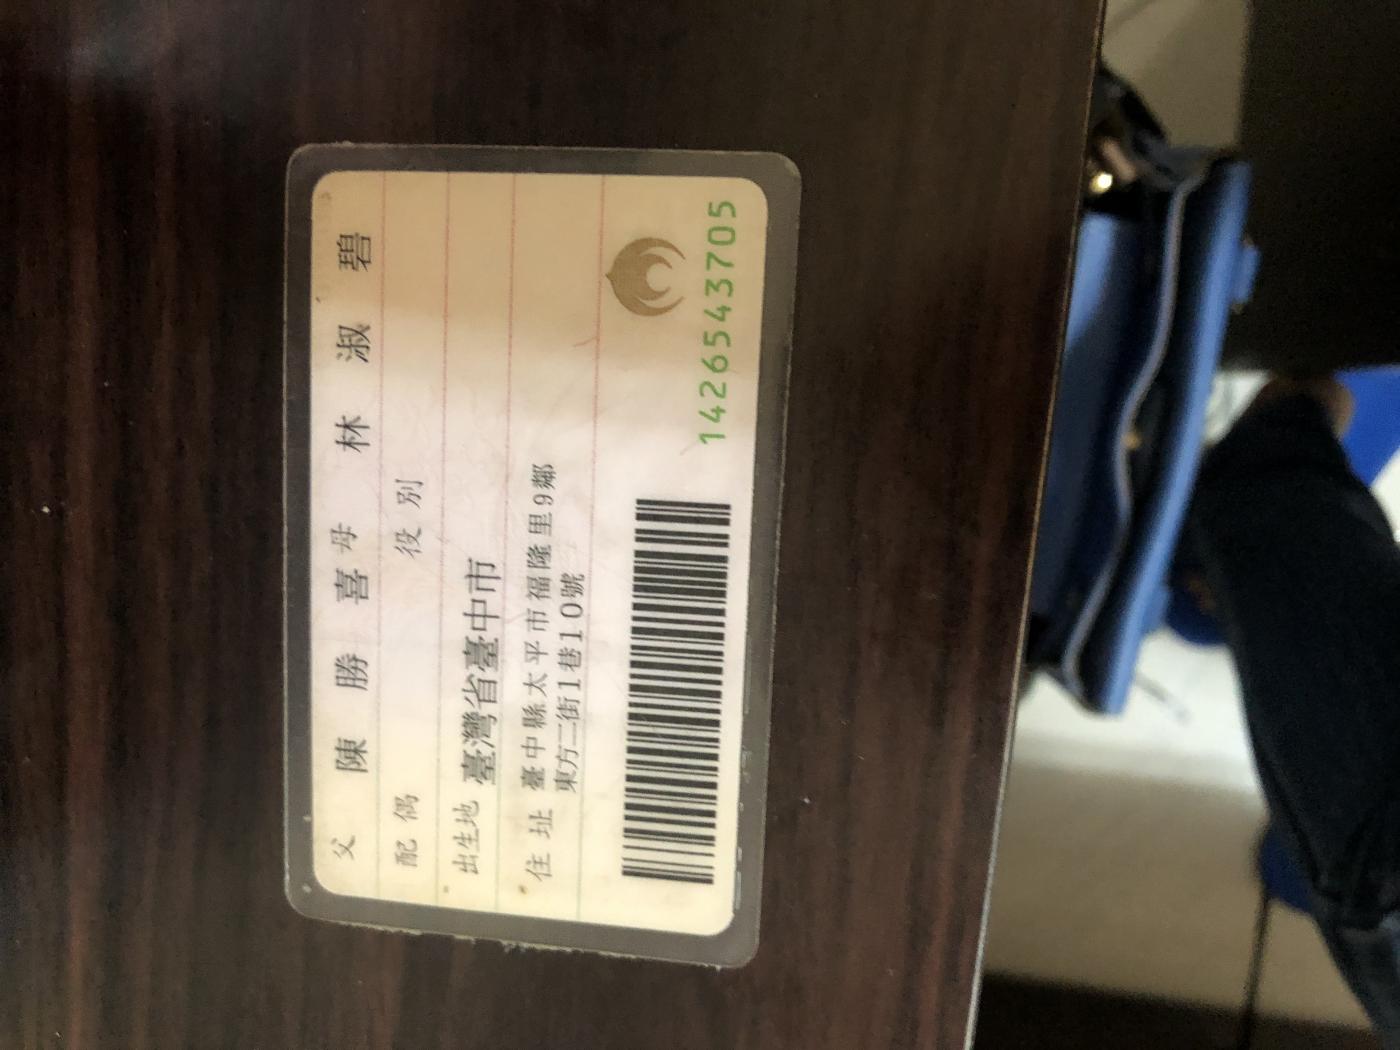 父 陳勝喜 母 林淑碧
配偶 役別
出生地 臺灣省臺中市
住址 臺中縣太平市福隆里9鄰
東方二街1巷10號
1426543705